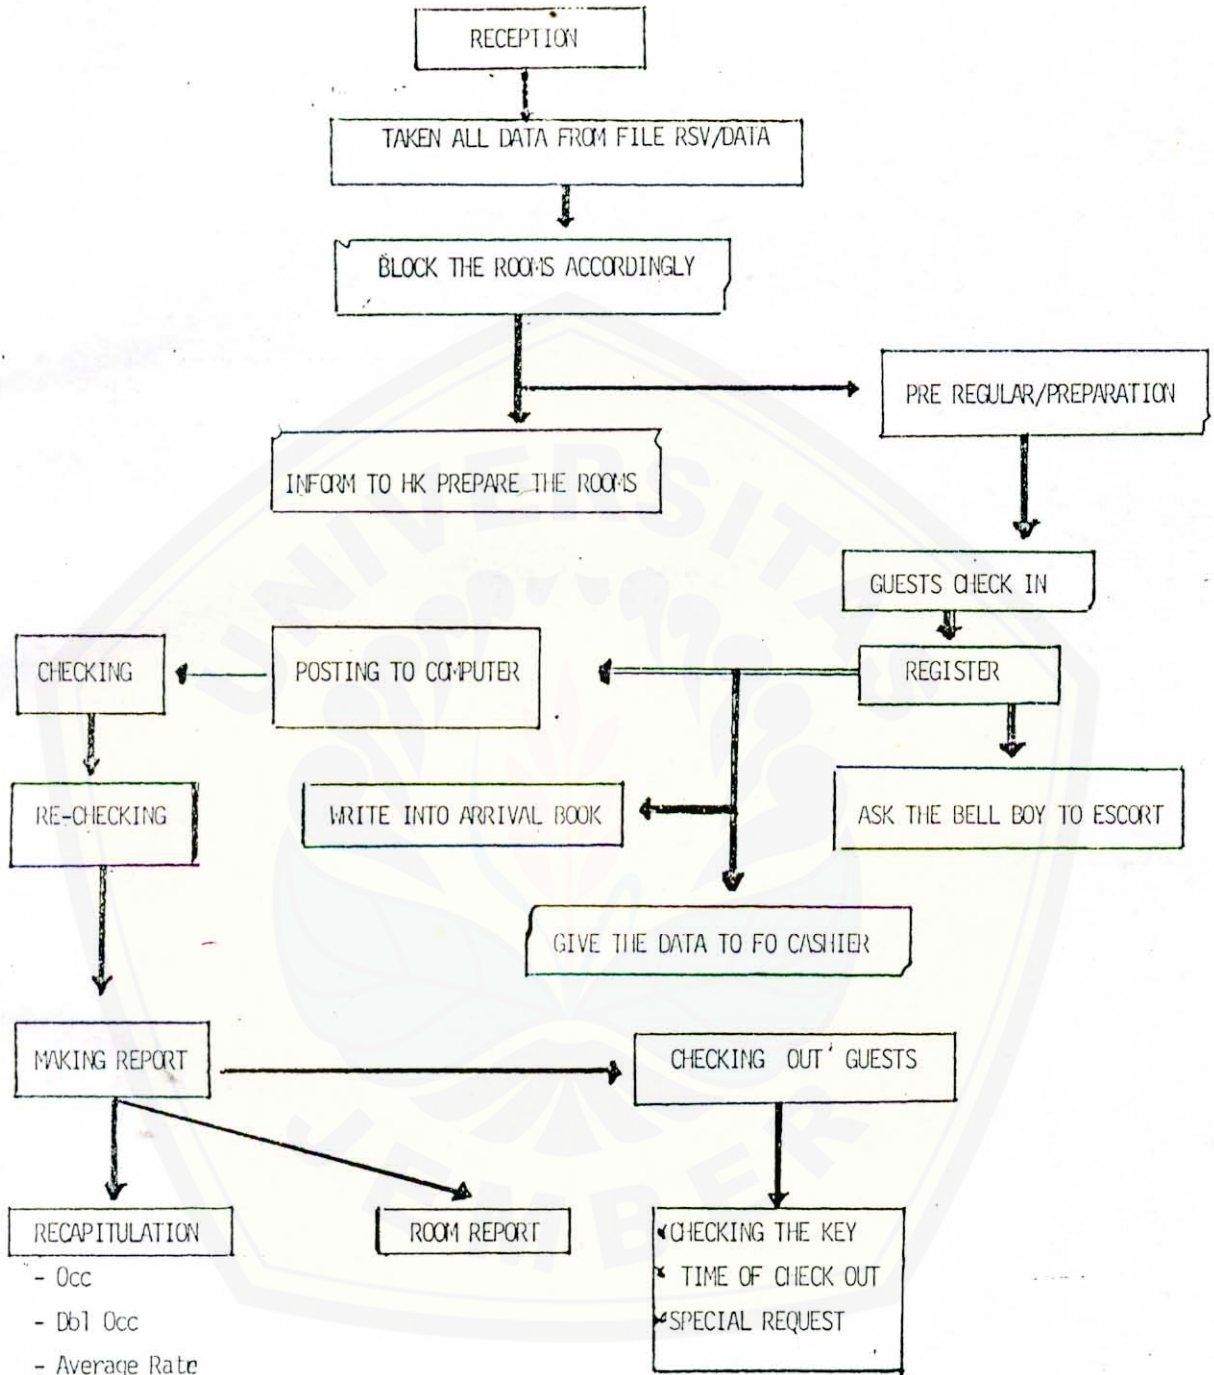 RECEPTION
TAKEN ALL DATA FROM FILE RSV/DATA
BLOCK THE ROOMS ACCORDINGLY
PRE REGULAR/PREPARATION
INFORM TO HK PREPARE THE ROOMS
GUESTS CHECK IN
CHECKING
POSTING TO COMPUTER
REGISTER
RE-CHECKING
WRITE INTO ARRIVAL BOOK
ASK THE BELL BOY TO ESCORT
GIVE THE DATA TO FO CASHIER
MAKING REPORT
CHECKING OUT' GUESTS
RECAPITULATION
- Occ
- Dbl Occ
- Average Rate
ROOM REPORT
* CHECKING THE KEY
* TIME OF CHECK OUT
* SPECIAL REQUEST
UNIVERSITAS
JEMBER